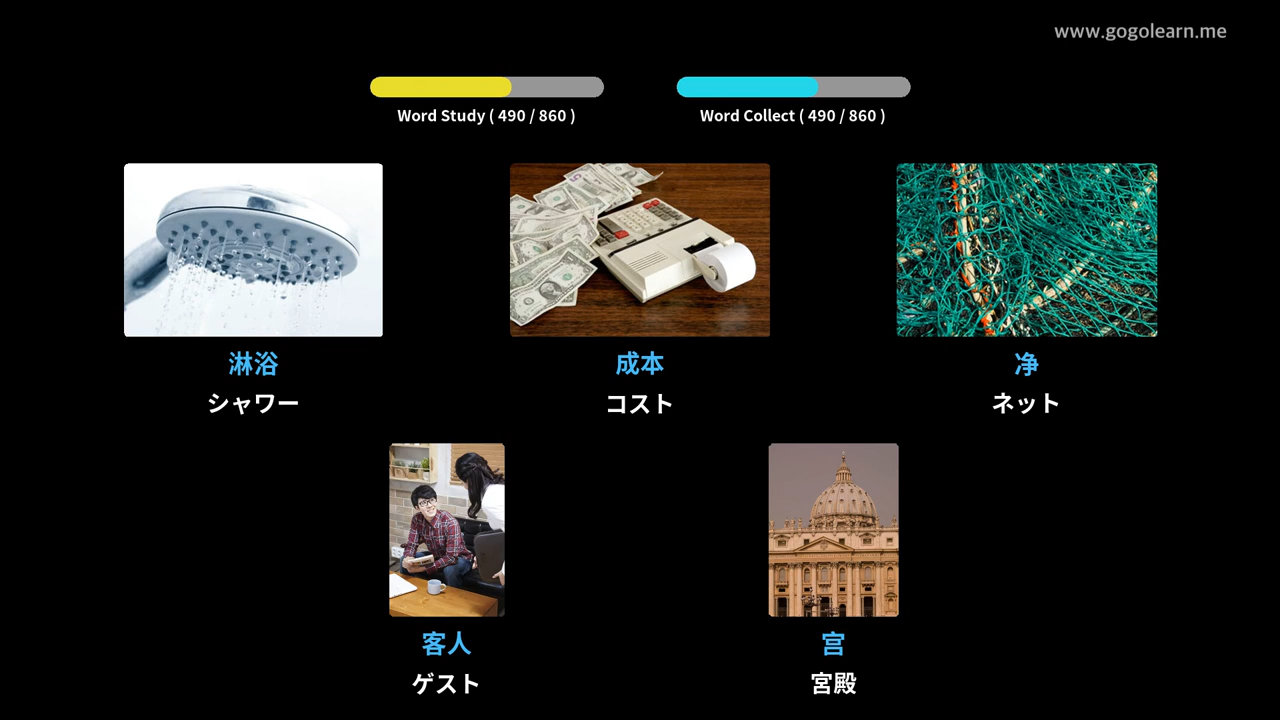 www.gogolearn.me
Word Study ( 490 / 860 )
Word Collect ( 490 / 860 )
淋浴
シャワー
成本
コスト
净
ネット
客人
ゲスト
宫
宮殿